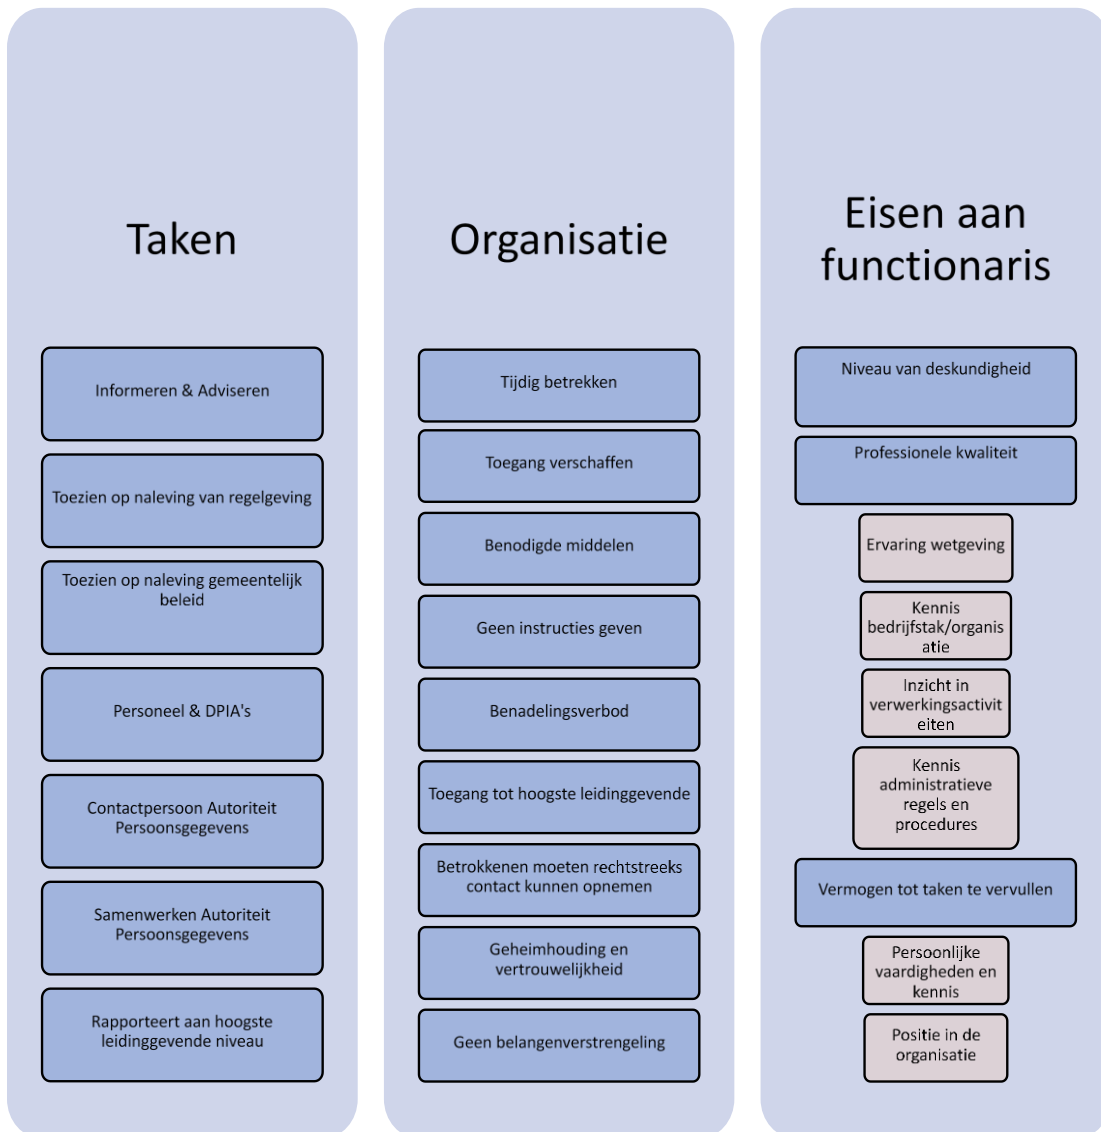 Taken
Informeren & Adviseren
Toezien op naleving van regelgeving
Toezien op naleving gemeentelijk
beleid
Personeel & DPIA's
Contactpersoon Autoriteit
Persoonsgegevens
Samenwerken Autoriteit
Persoonsgegevens
Rapporteert aan hoogste
leidinggevende niveau
Organisatie
Tijdig betrekken
Toegang verschaffen
Benodigde middelen
Geen instructies geven
Benadelingsverbod
Toegang tot hoogste leidinggevende
Betrokkenen moeten rechtstreeks
contact kunnen opnemen
Geheimhouding en
vertrouwelijkheid
Geen belangenverstrengeling
Eisen aan
functionaris
Niveau van deskundigheid
Professionele kwaliteit
Ervaring wetgeving
Kennis
bedrijfstak/organis
atie
Inzicht in
verwerkingsactivit
eiten
Kennis
administratieve
regels en
procedures
Vermogen tot taken te vervullen
Persoonlijke
vaardigheden en
kennis
Positie in de
organisatie